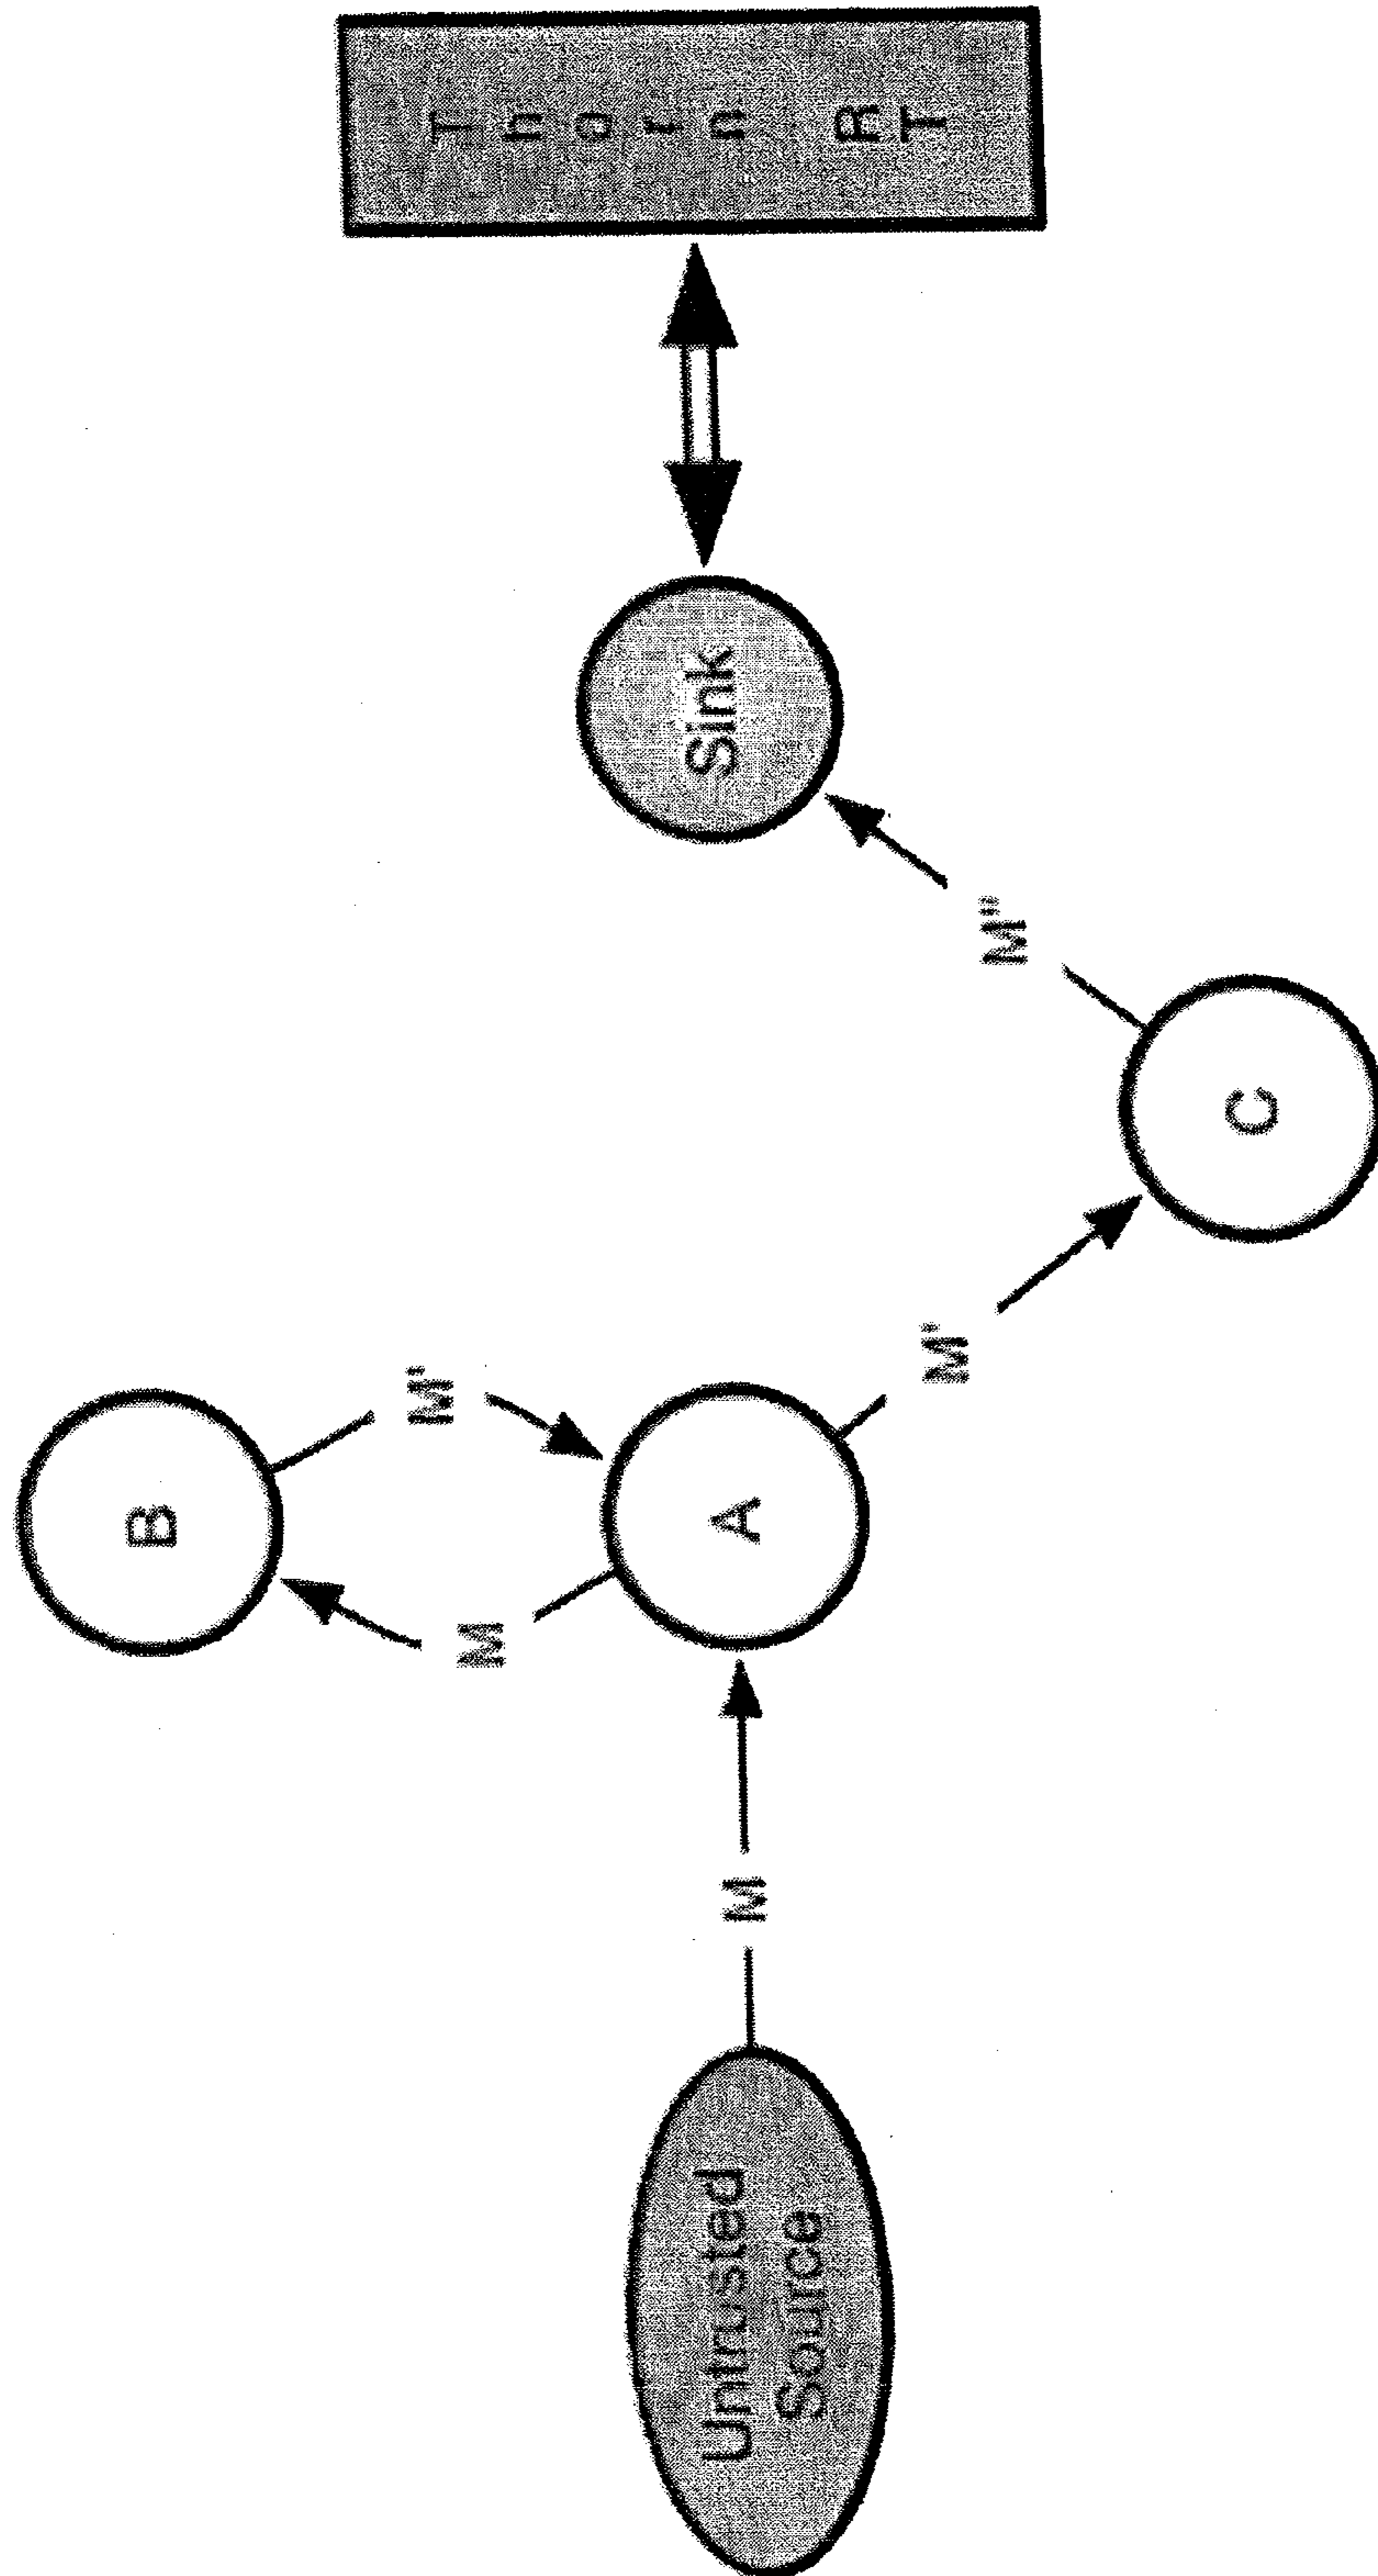 Untrusted
Source
M
A
M
B
M'
M'
C
M"
Sink
Thorn RT